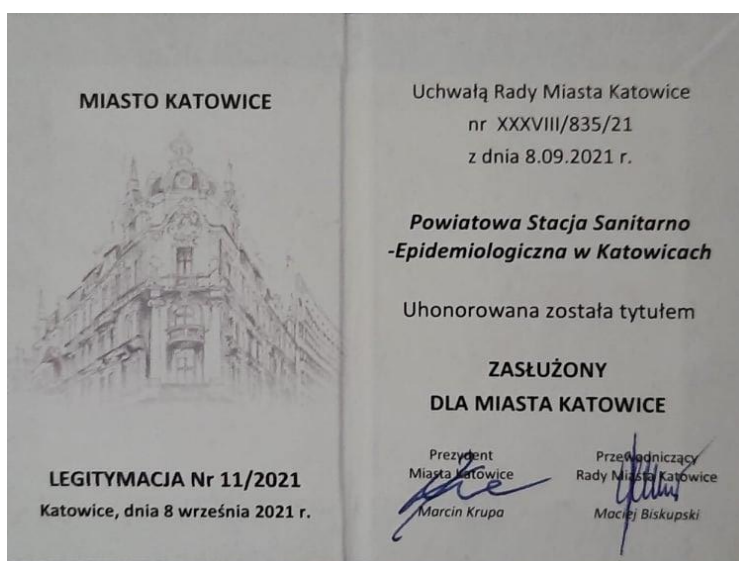 MIASTO KATOWICE
LEGITYMACJA Nr 11/2021
Katowice, dnia 8 września 2021 r.
Uchwałą Rady Miasta Katowice
nr XXXVIII/835/21
z dnia 8.09.2021 r.
Powiatowa Stacja Sanitarno
-Epidemiologiczna w Katowicach
Uhonorowana została tytułem
ZASŁUŻONY
DLA MIASTA KATOWICE
Prezydent
Miasta Katowice
Marcin Krupa
Przewodniczący
Rady Miasta Katowice
Maciej Biskupski